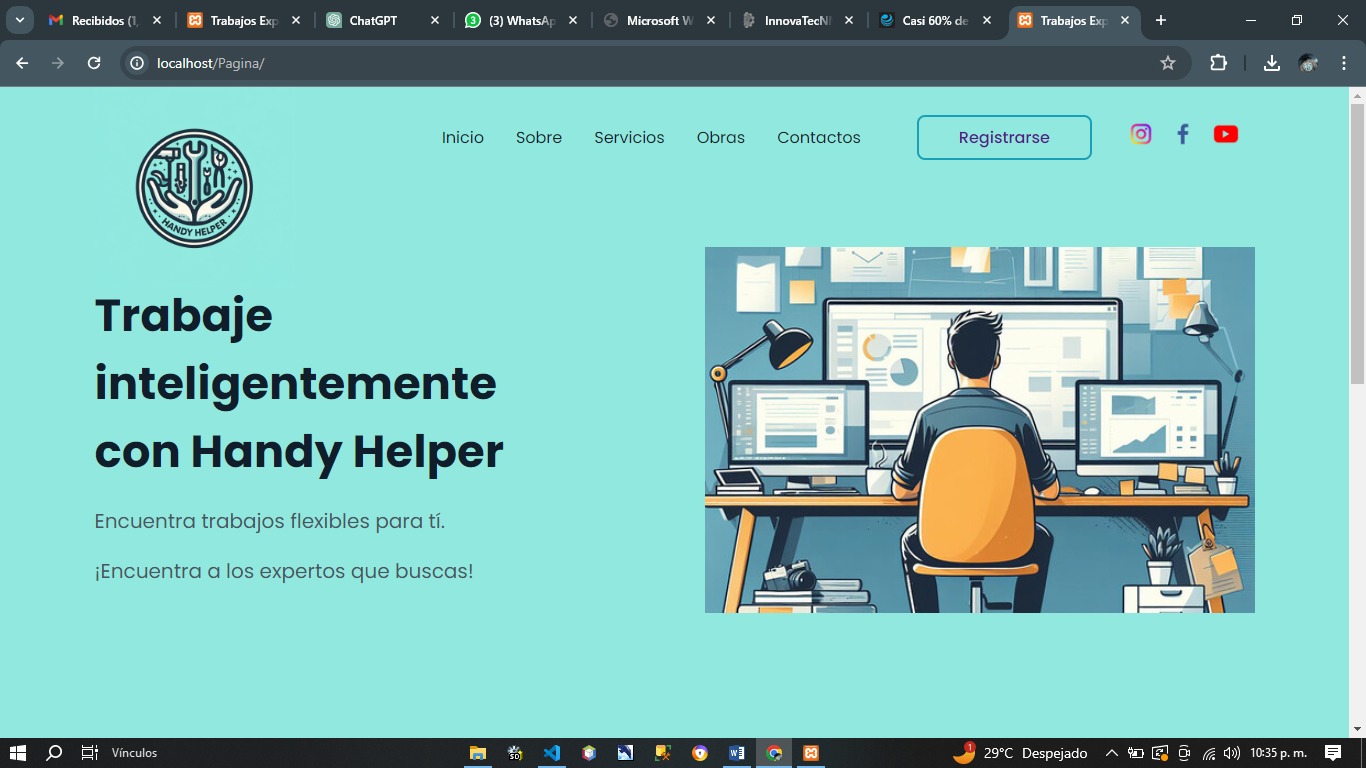 Recibidos (1,
Trabajos Exp
ChatGPT
(3) WhatsAp
Microsoft W
InnovaTecN
Casi 60% de
Trabajos Exp
localhost/Pagina/
Inicio
Sobre
Servicios
Obras
Contactos
Registrarse
HANDY HELPER
Trabaje
inteligentemente
con Handy Helper
Encuentra trabajos flexibles para tí.
¡Encuentra a los expertos que buscas!
Vínculos
1
29°C Despejado
10:35 p. m.